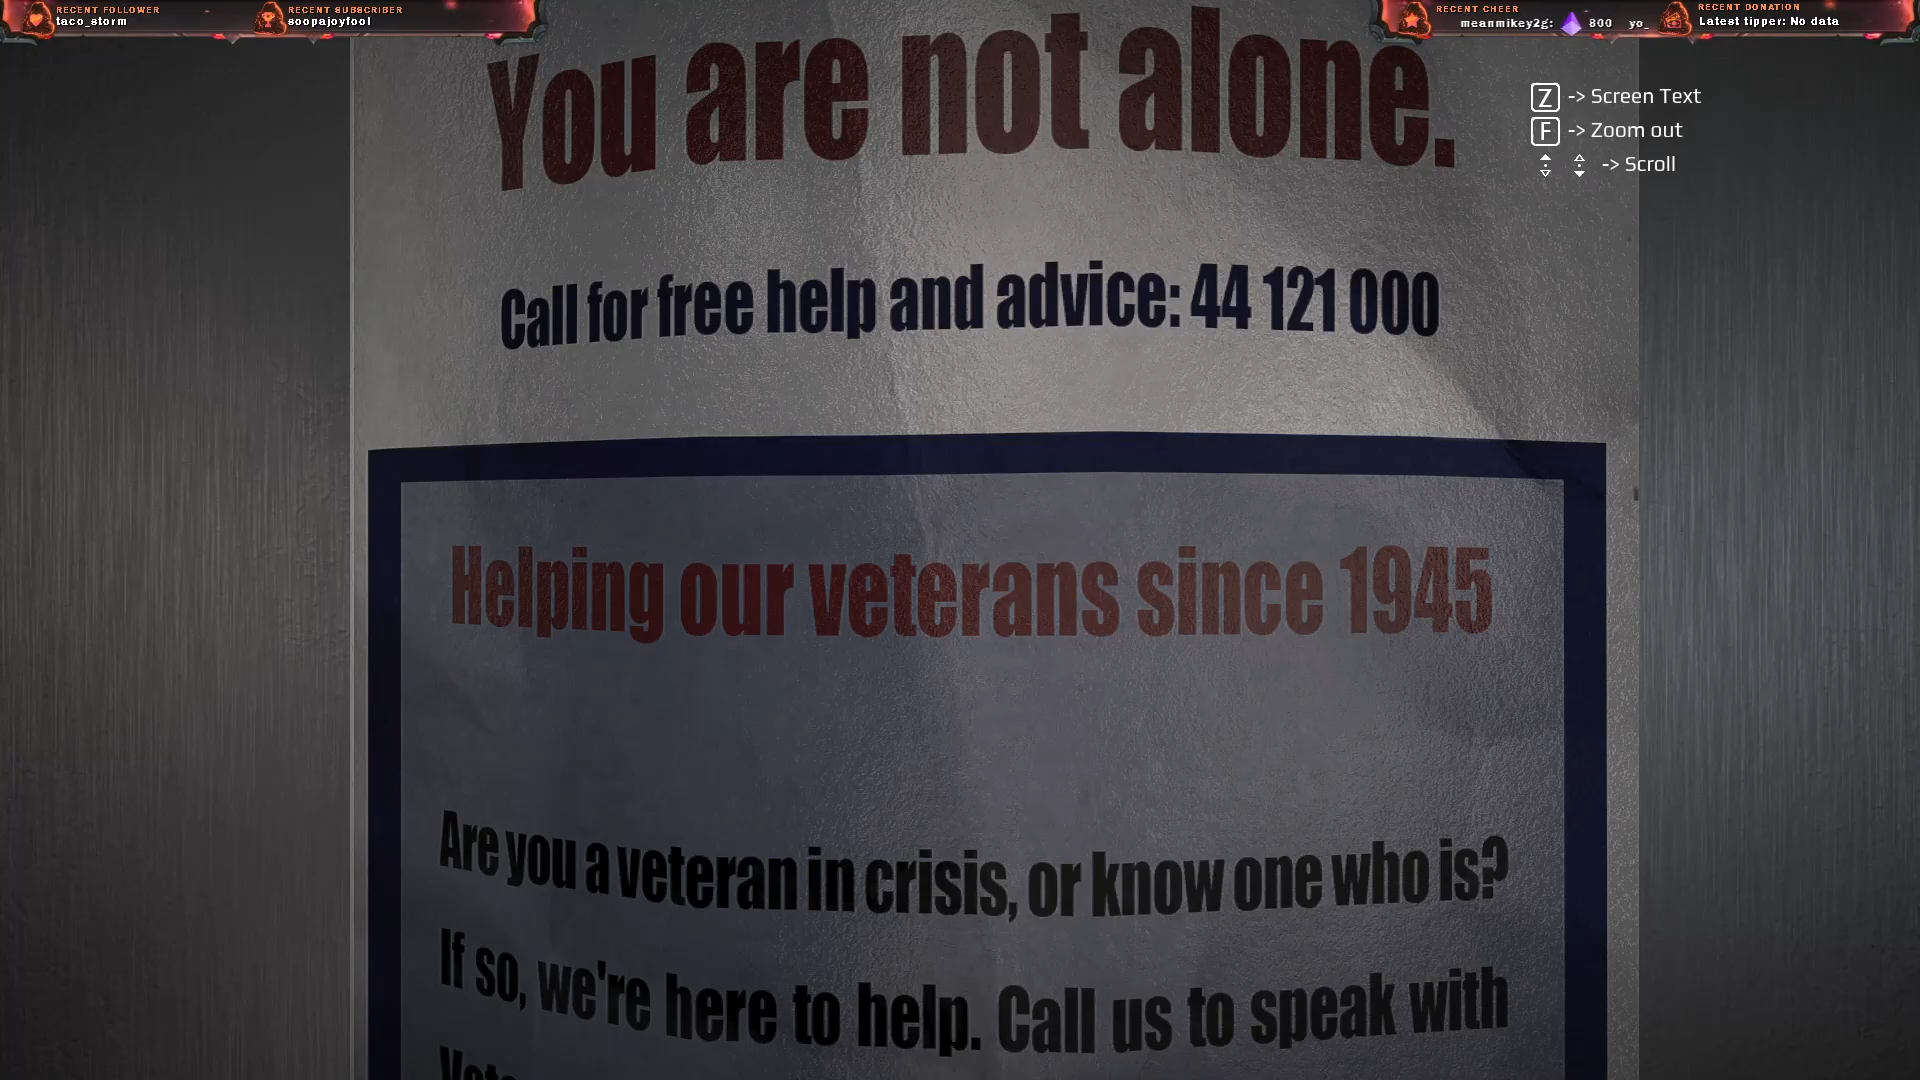 RECENT FOLLOWER
taco_storm
RECENT SUBSCRIBER
soopajoyfool
RECENT CHEER
meanmikey2g: 800 yo_
RECENT DONATION
Latest tipper: No data
You are not alone.
Z -> Screen Text
F -> Zoom out
-> Scroll
Call for free help and advice: 44 121 000
Helping our veterans since 1945
Are you a veteran in crisis, or know one who is?
If so, we're here to help. Call us to speak with